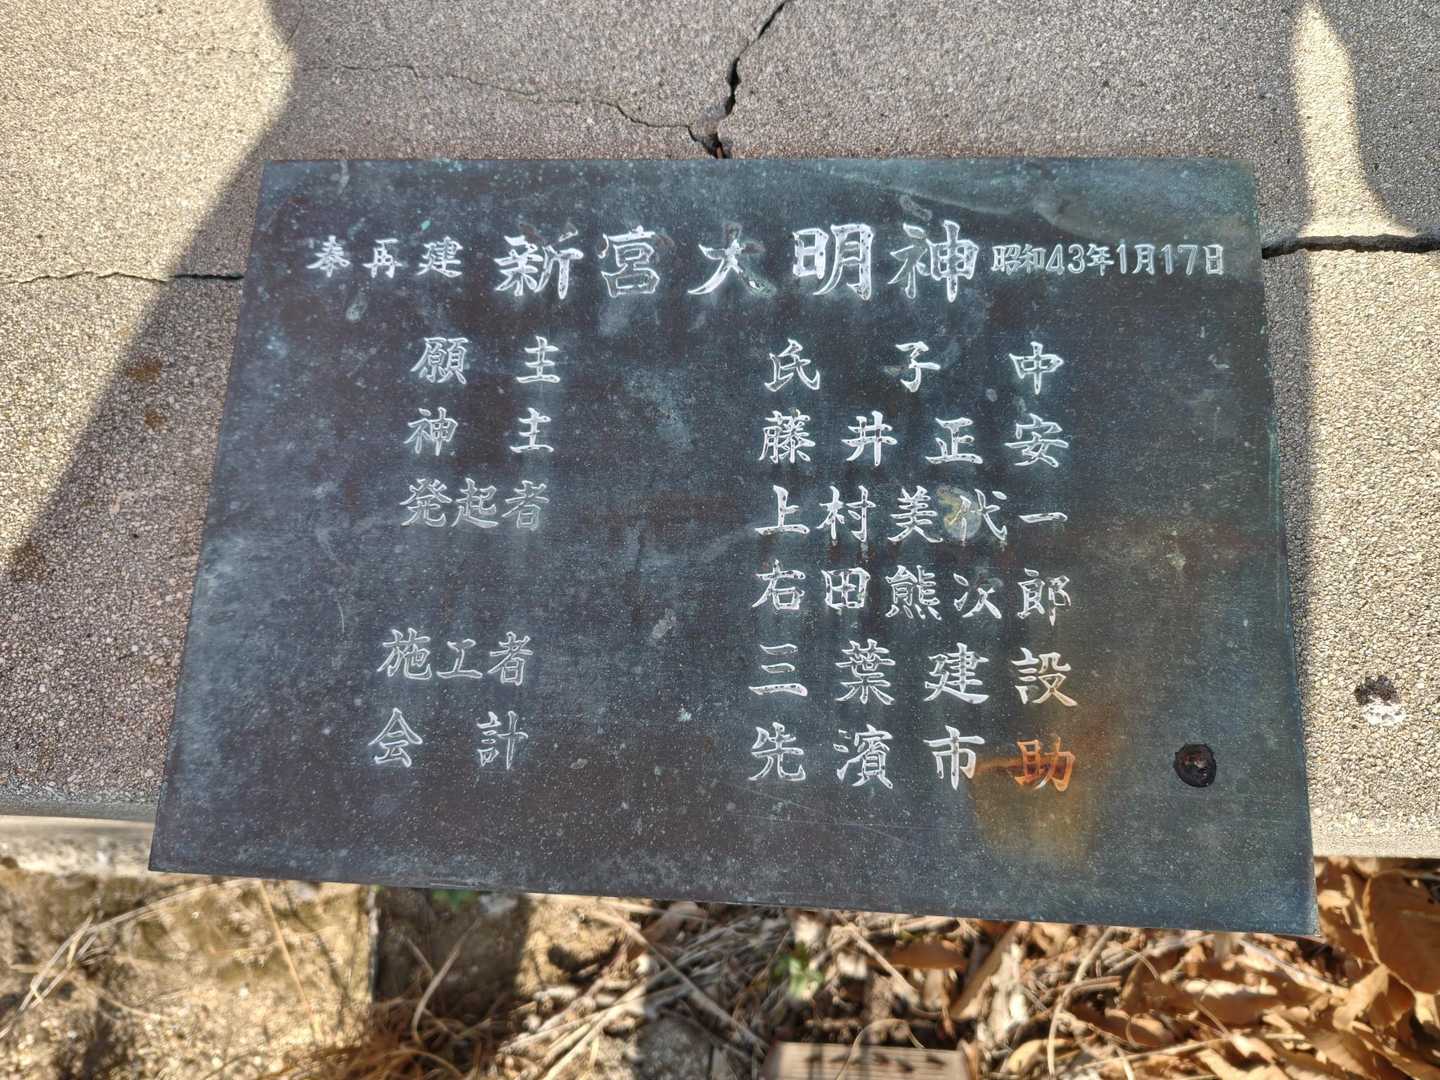 奉再建 新宮大明神 昭和43年1月17日
願主 氏子中
神主 藤井正安
発起者 上村美代一
右田熊次郎
施工者 三葉建設
会計 先濱市助